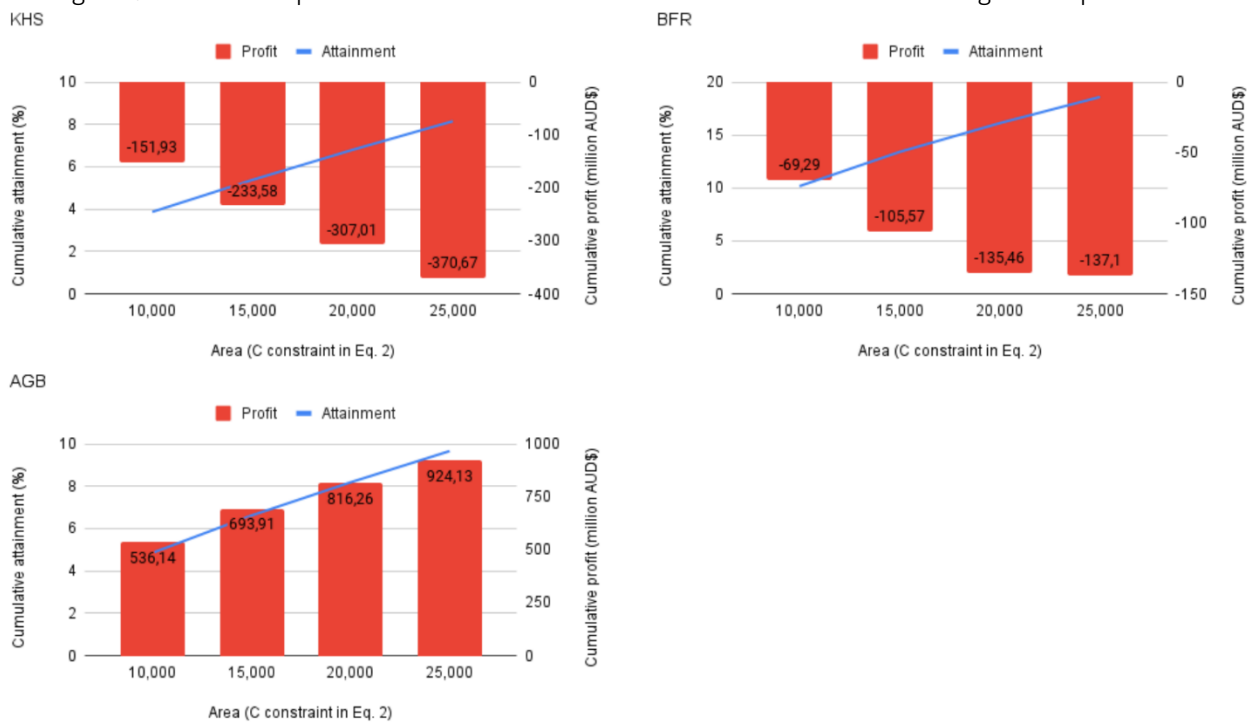 KHS
Profit Attainment
Cumulative attainment (%)
10
8
6
4
2
0
0
-100
-200
-300
-400
Cumulative profit (million AUD$)
-151,93
-233,58
-307,01
-370,67
10,000 15,000 20,000 25,000
Area (C constraint in Eq. 2)
BFR
Profit Attainment
Cumulative attainment (%)
20
15
10
5
0
0
-50
-100
-150
Cumulative profit (million AUD$)
-69,29
-105,57
-135,46
-137,1
10,000 15,000 20,000 25,000
Area (C constraint in Eq. 2)
AGB
Profit Attainment
Cumulative attainment (%)
10
8
6
4
2
0
1000
750
500
250
0
Cumulative profit (million AUD$)
536,14
693,91
816,26
924,13
10,000 15,000 20,000 25,000
Area (C constraint in Eq. 2)